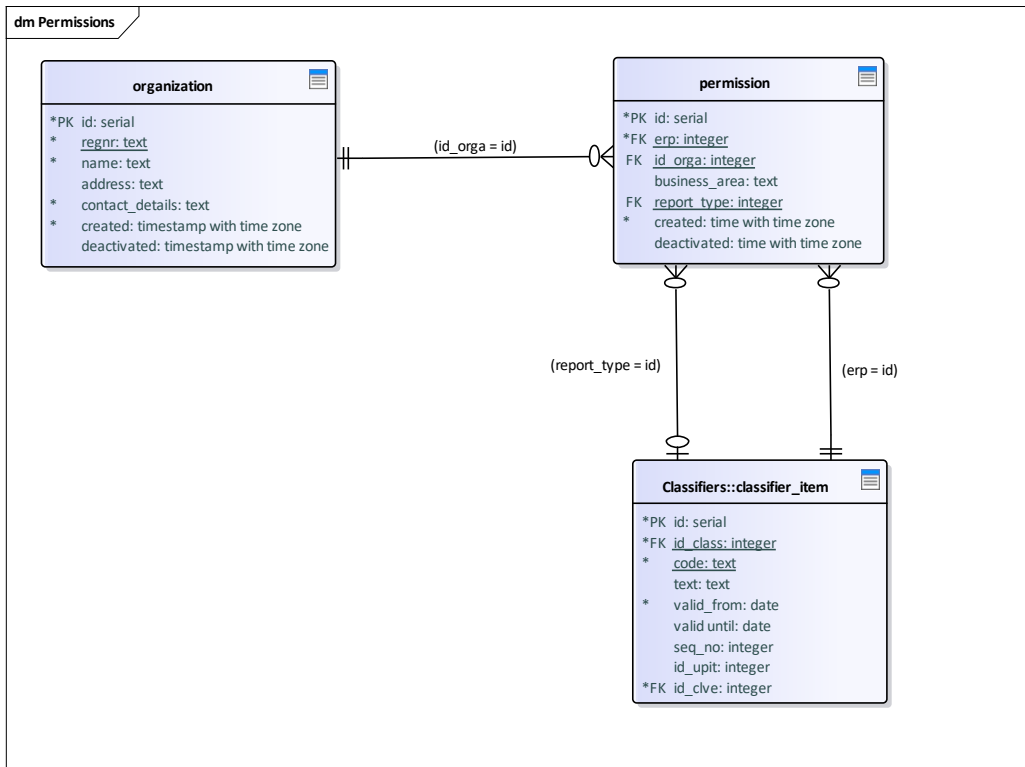 dm Permissions
organization
*PK id: serial
* regnr: text
* name: text
address: text
* contact_details: text
* created: timestamp with time zone
deactivated: timestamp with time zone
(id_orga = id)
permission
*PK id: serial
*FK erp: integer
FK id_orga: integer
business_area: text
FK report_type: integer
* created: time with time zone
deactivated: time with time zone
(report_type = id)
(erp = id)
Classifiers::classifier_item
*PK id: serial
*FK id_class: integer
* code: text
text: text
* valid_from: date
valid until: date
seq_no: integer
id_upit: integer
*FK id_clve: integer